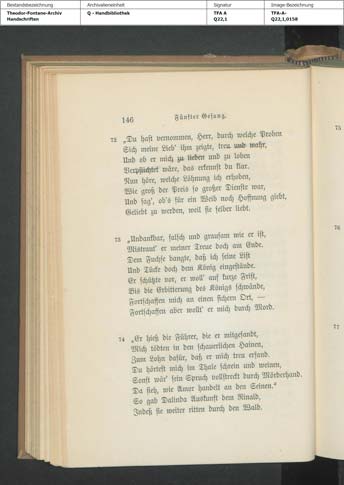 Bestandsbezeichnung
Theodor-Fontane-Archiv
Handschriften
Archivalieneinheit
Q - Handbibliothek
Signatur
TFA A
Q22,1
Image-Bezeichnung
TFA-A-
Q22,1,0158
146 Fünfter Gesang.
72 „Du hast vernommen, Herr, durch welche Proben
Sich meine Lieb' ihm zeigte, treu und wahr,
Und ob er mich zu lieben und zu loben
Verpflichtet wäre, das erkennst du klar.
Nun höre, welche Löhnung ich erhoben,
Wie groß der Preis so großer Dienste war,
Und sag', ob's für ein Weib noch Hoffnung giebt,
Geliebt zu werden, weil sie selber liebt.
73 „Undankbar, falsch und grausam wie er ist,
Mistraut' er meiner Treue doch am Ende.
Dem Fuchse bangte, daß ich seine List
Und Tücke doch dem König eingestände.
Er schützte vor, er woll' auf kurze Frist,
Bis die Erbitterung des Königs schwände,
Fortschaffen mich an einen sichern Ort, —
Fortschaffen aber wollt' er mich durch Mord.
74 „Er hieß die Führer, die er mitgesandt,
Mich tödten in den schauerlichen Hainen,
Zum Lohn dafür, daß er mich treu erfand.
Du hörtest mich im Thale schrein und weinen,
Sonst wär' sein Spruch vollstreckt durch Mörderhand.
Da sieh, wie Amor handelt an den Seinen.“
So gab Dalinda Auskunft dem Rinald,
Indeß sie weiter ritten durch den Wald.
75
76
77